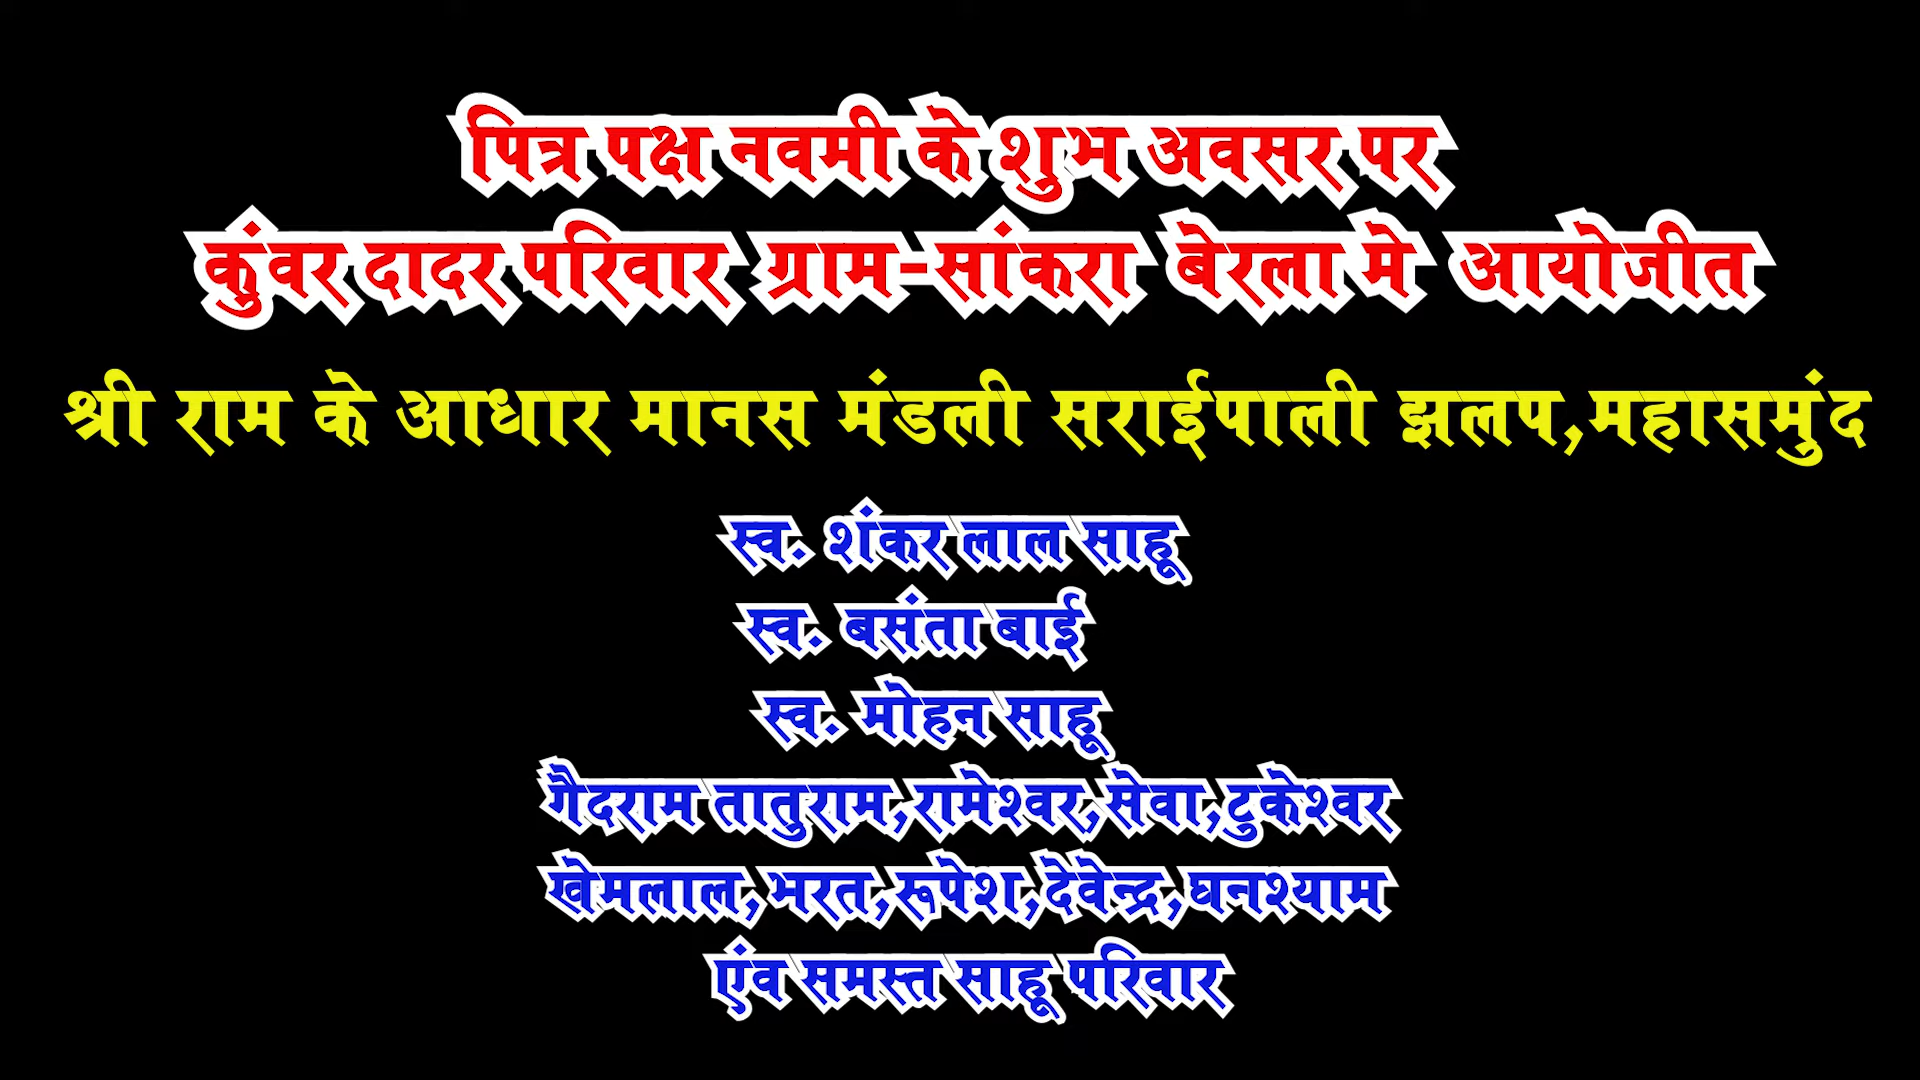 पित्र पक्ष नवमी के शुभ अवसर पर
कुंवर दादर परिवार ग्राम-सांकरा बेरला मे आयोजीत
श्री राम के आधार मानस मंडली सराईपाली झलप,महासमुंद
स्व. शंकर लाल साहू
स्व. बसंता बाई
स्व. मोहन साहू
गैदराम तातुराम,रामेश्वर,सेवा,टुकेश्वर
खेमलाल,भरत,रूपेश,देवेन्द्र,घनश्याम
एंव समस्त साहू परिवार